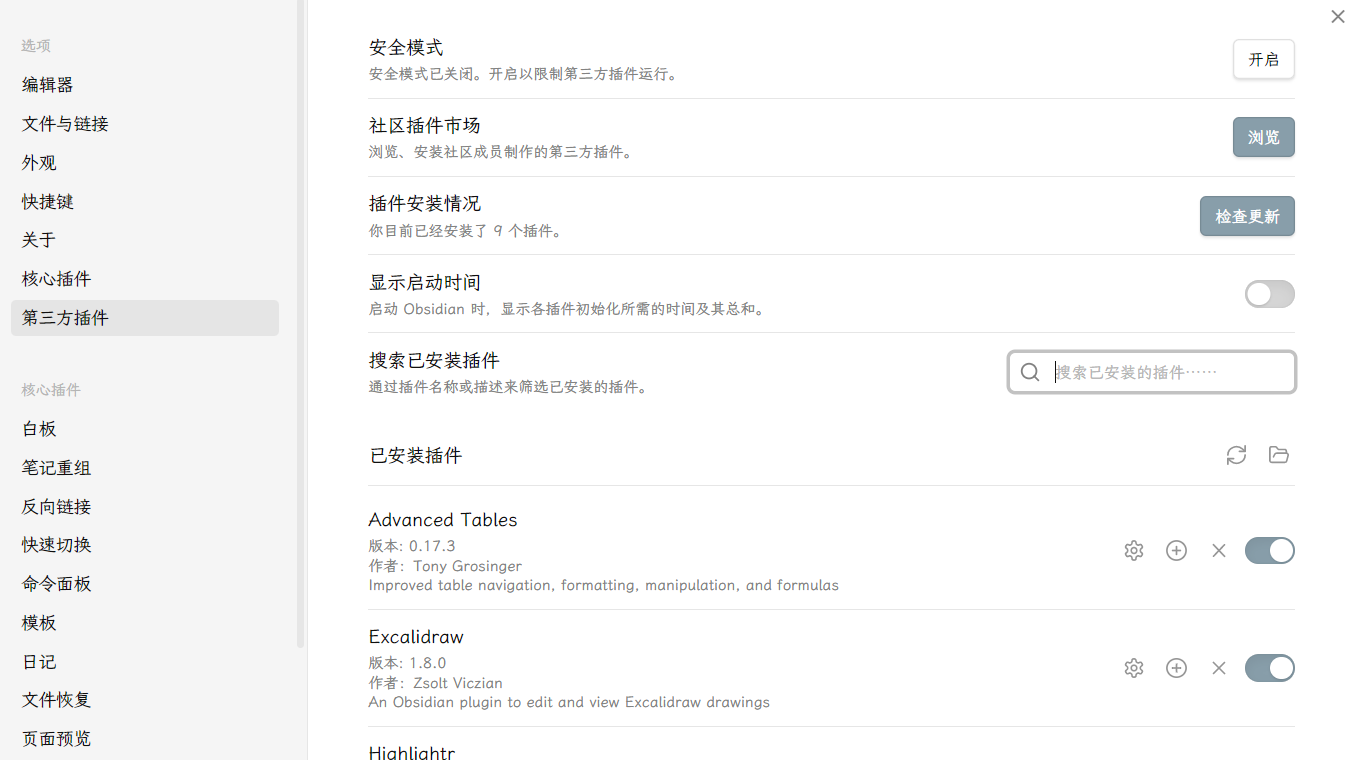 选项
编辑器
文件与链接
外观
快捷键
关于
核心插件
第三方插件
核心插件
白板
笔记重组
反向链接
快速切换
命令面板
模板
日记
文件恢复
页面预览
安全模式
安全模式已关闭。开启以限制第三方插件运行。
开启
社区插件市场
浏览、安装社区成员制作的第三方插件。
浏览
插件安装情况
你目前已经安装了 9 个插件。
检查更新
显示启动时间
启动 Obsidian 时，显示各插件初始化所需的时间及其总和。
搜索已安装插件
通过插件名称或描述来筛选已安装的插件。
搜索已安装的插件……
已安装插件
Advanced Tables
版本: 0.17.3
作者：Tony Grosinger
Improved table navigation, formatting, manipulation, and formulas
Excalidraw
版本: 1.8.0
作者：Zsolt Viczian
An Obsidian plugin to edit and view Excalidraw drawings
Highlightr